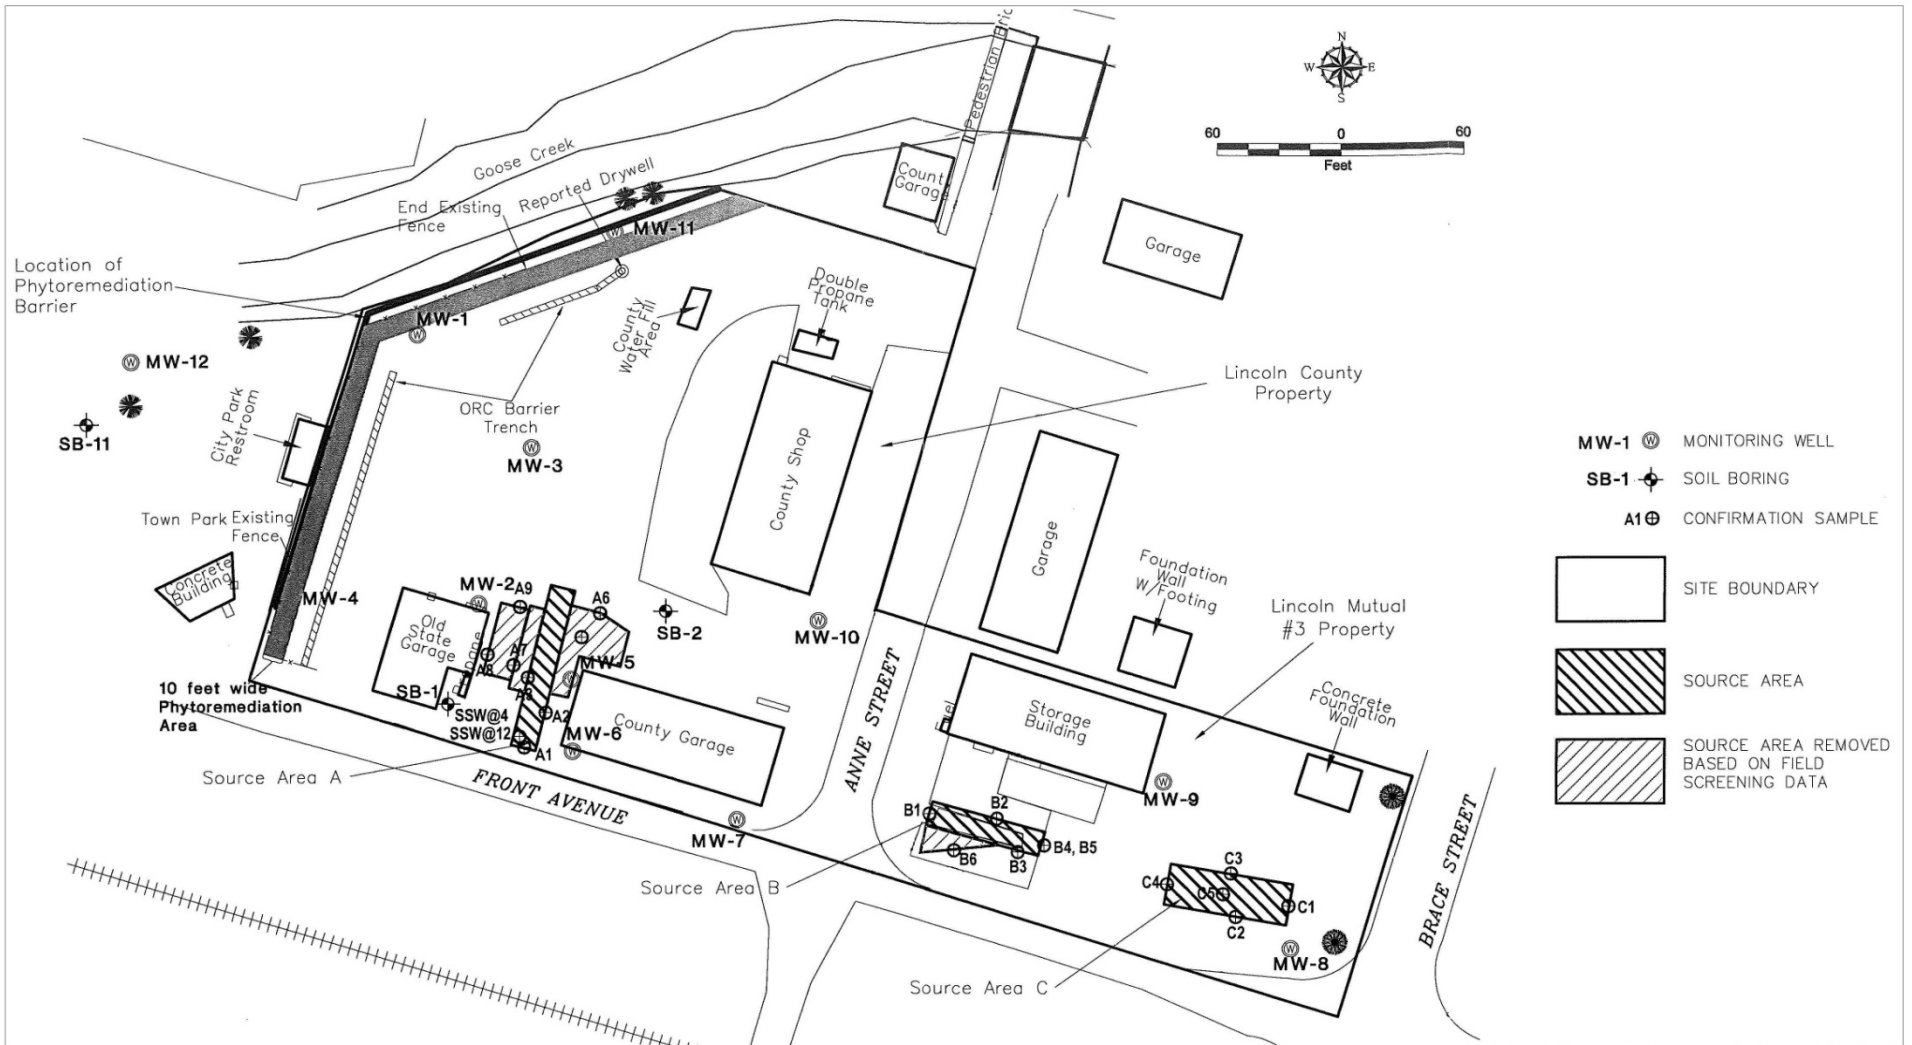 N
W
E
S
60
0
60
Feet
Pedestrian
Goose Creek
Reported Drywell
End Existing
Fence
MW-11
Count
Garag
Garage
Location of
Phytoremediation
Barrier
MW-1
MW-12
SB-11
City Park
Restroom
County
Water Fill
Area
Double
Propane
Tank
ORC Barrier
Trench
MW-3
County Shop
Lincoln County
Property
Garage
Foundation
Wall
W/Footing
Lincoln Mutual
#3 Property
Town Park
Existing
Fence
Concrete
Building
MW-4
MW-2
A9
A6
Old
State
Garage
SB-2
MW-10
A7
A8
A3
MW-5
SB-1
SSW@4
SSW@12
A2
A1
MW-6
County Garage
10 feet wide
Phytoremediation
Area
Source Area A
FRONT AVENUE
ANNE STREET
Storage
Building
Concrete
Foundation
Wall
MW-9
MW-7
B1
B2
B4, B5
B3
B6
Source Area B
C3
C4
C5
C1
C2
MW-8
Source Area C
BRACE STREET
MW-1 W MONITORING WELL
SB-1 SOIL BORING
A1 CONFIRMATION SAMPLE
SITE BOUNDARY
SOURCE AREA
SOURCE AREA REMOVED
BASED ON FIELD
SCREENING DATA